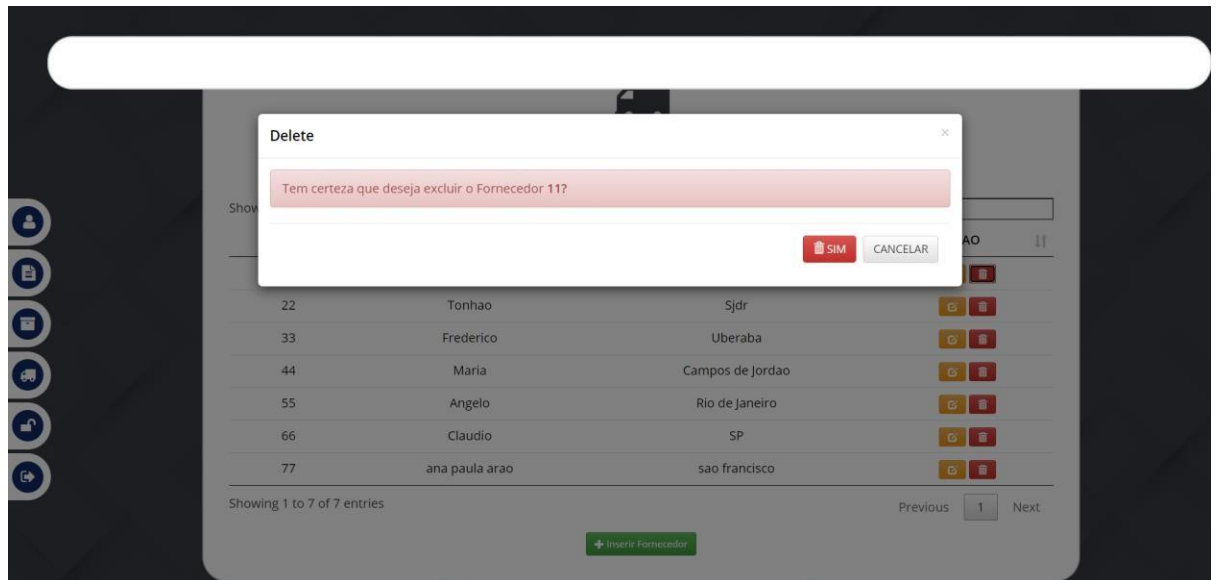 Delete ×
Tem certeza que deseja excluir o Fornecedor 11?
SIM CANCELAR
Show
AO
22 Tonhao Sjdr
33 Frederico Uberaba
44 Maria Campos de Jordao
55 Angelo Rio de Janeiro
66 Claudio SP
77 ana paula arao sao francisco
Showing 1 to 7 of 7 entries
Previous 1 Next
+ Inserir Fornecedor